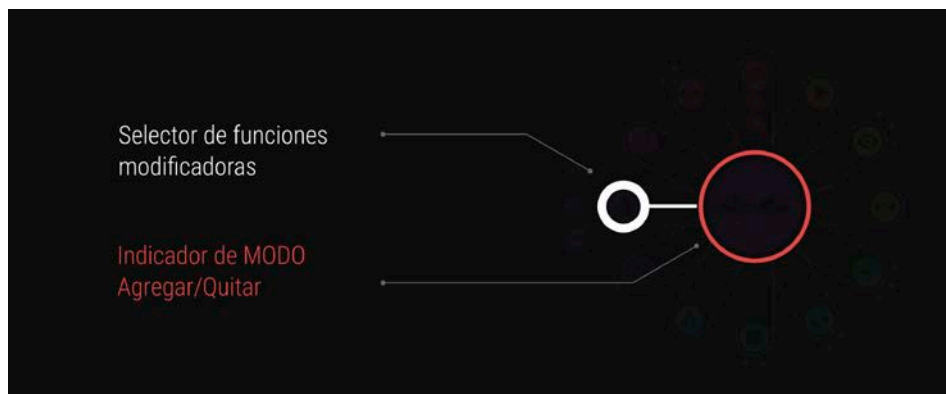 Selector de funciones
modificadoras
Indicador de MODO
Agregar/Quitar